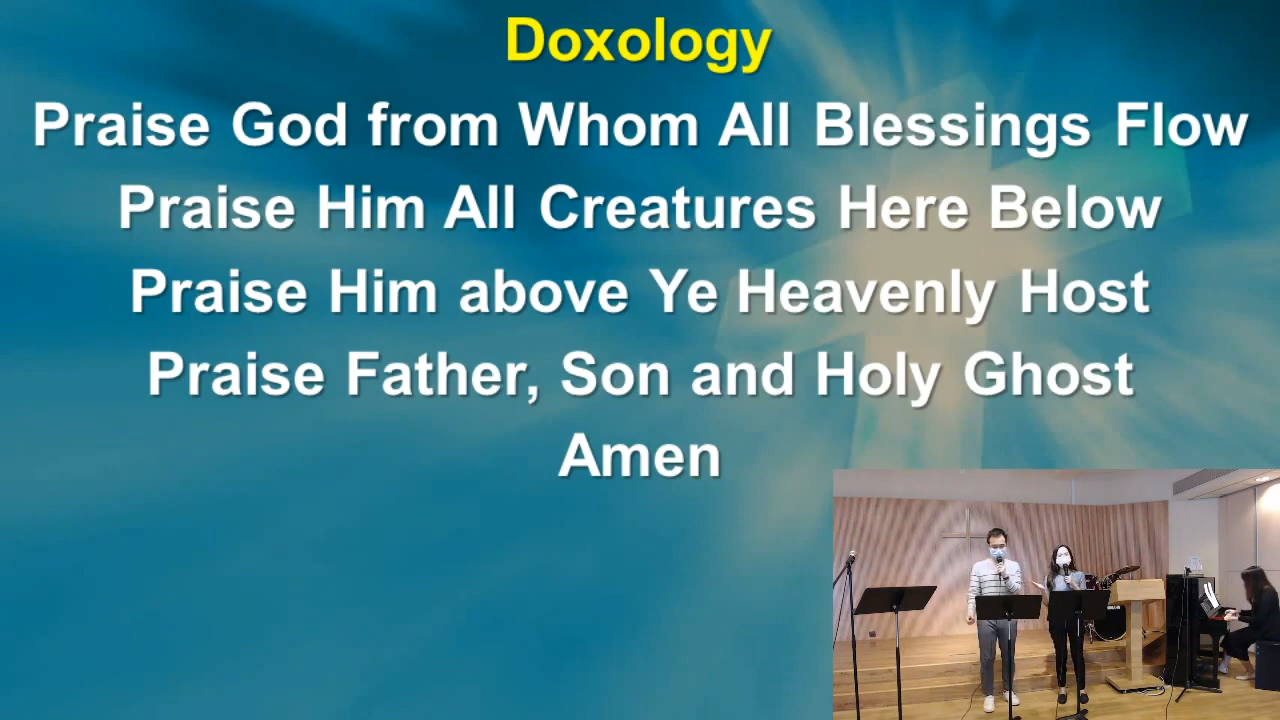 Doxology
Praise God from Whom All Blessings Flow
Praise Him All Creatures Here Below
Praise Him above Ye Heavenly Host
Praise Father, Son and Holy Ghost
Amen